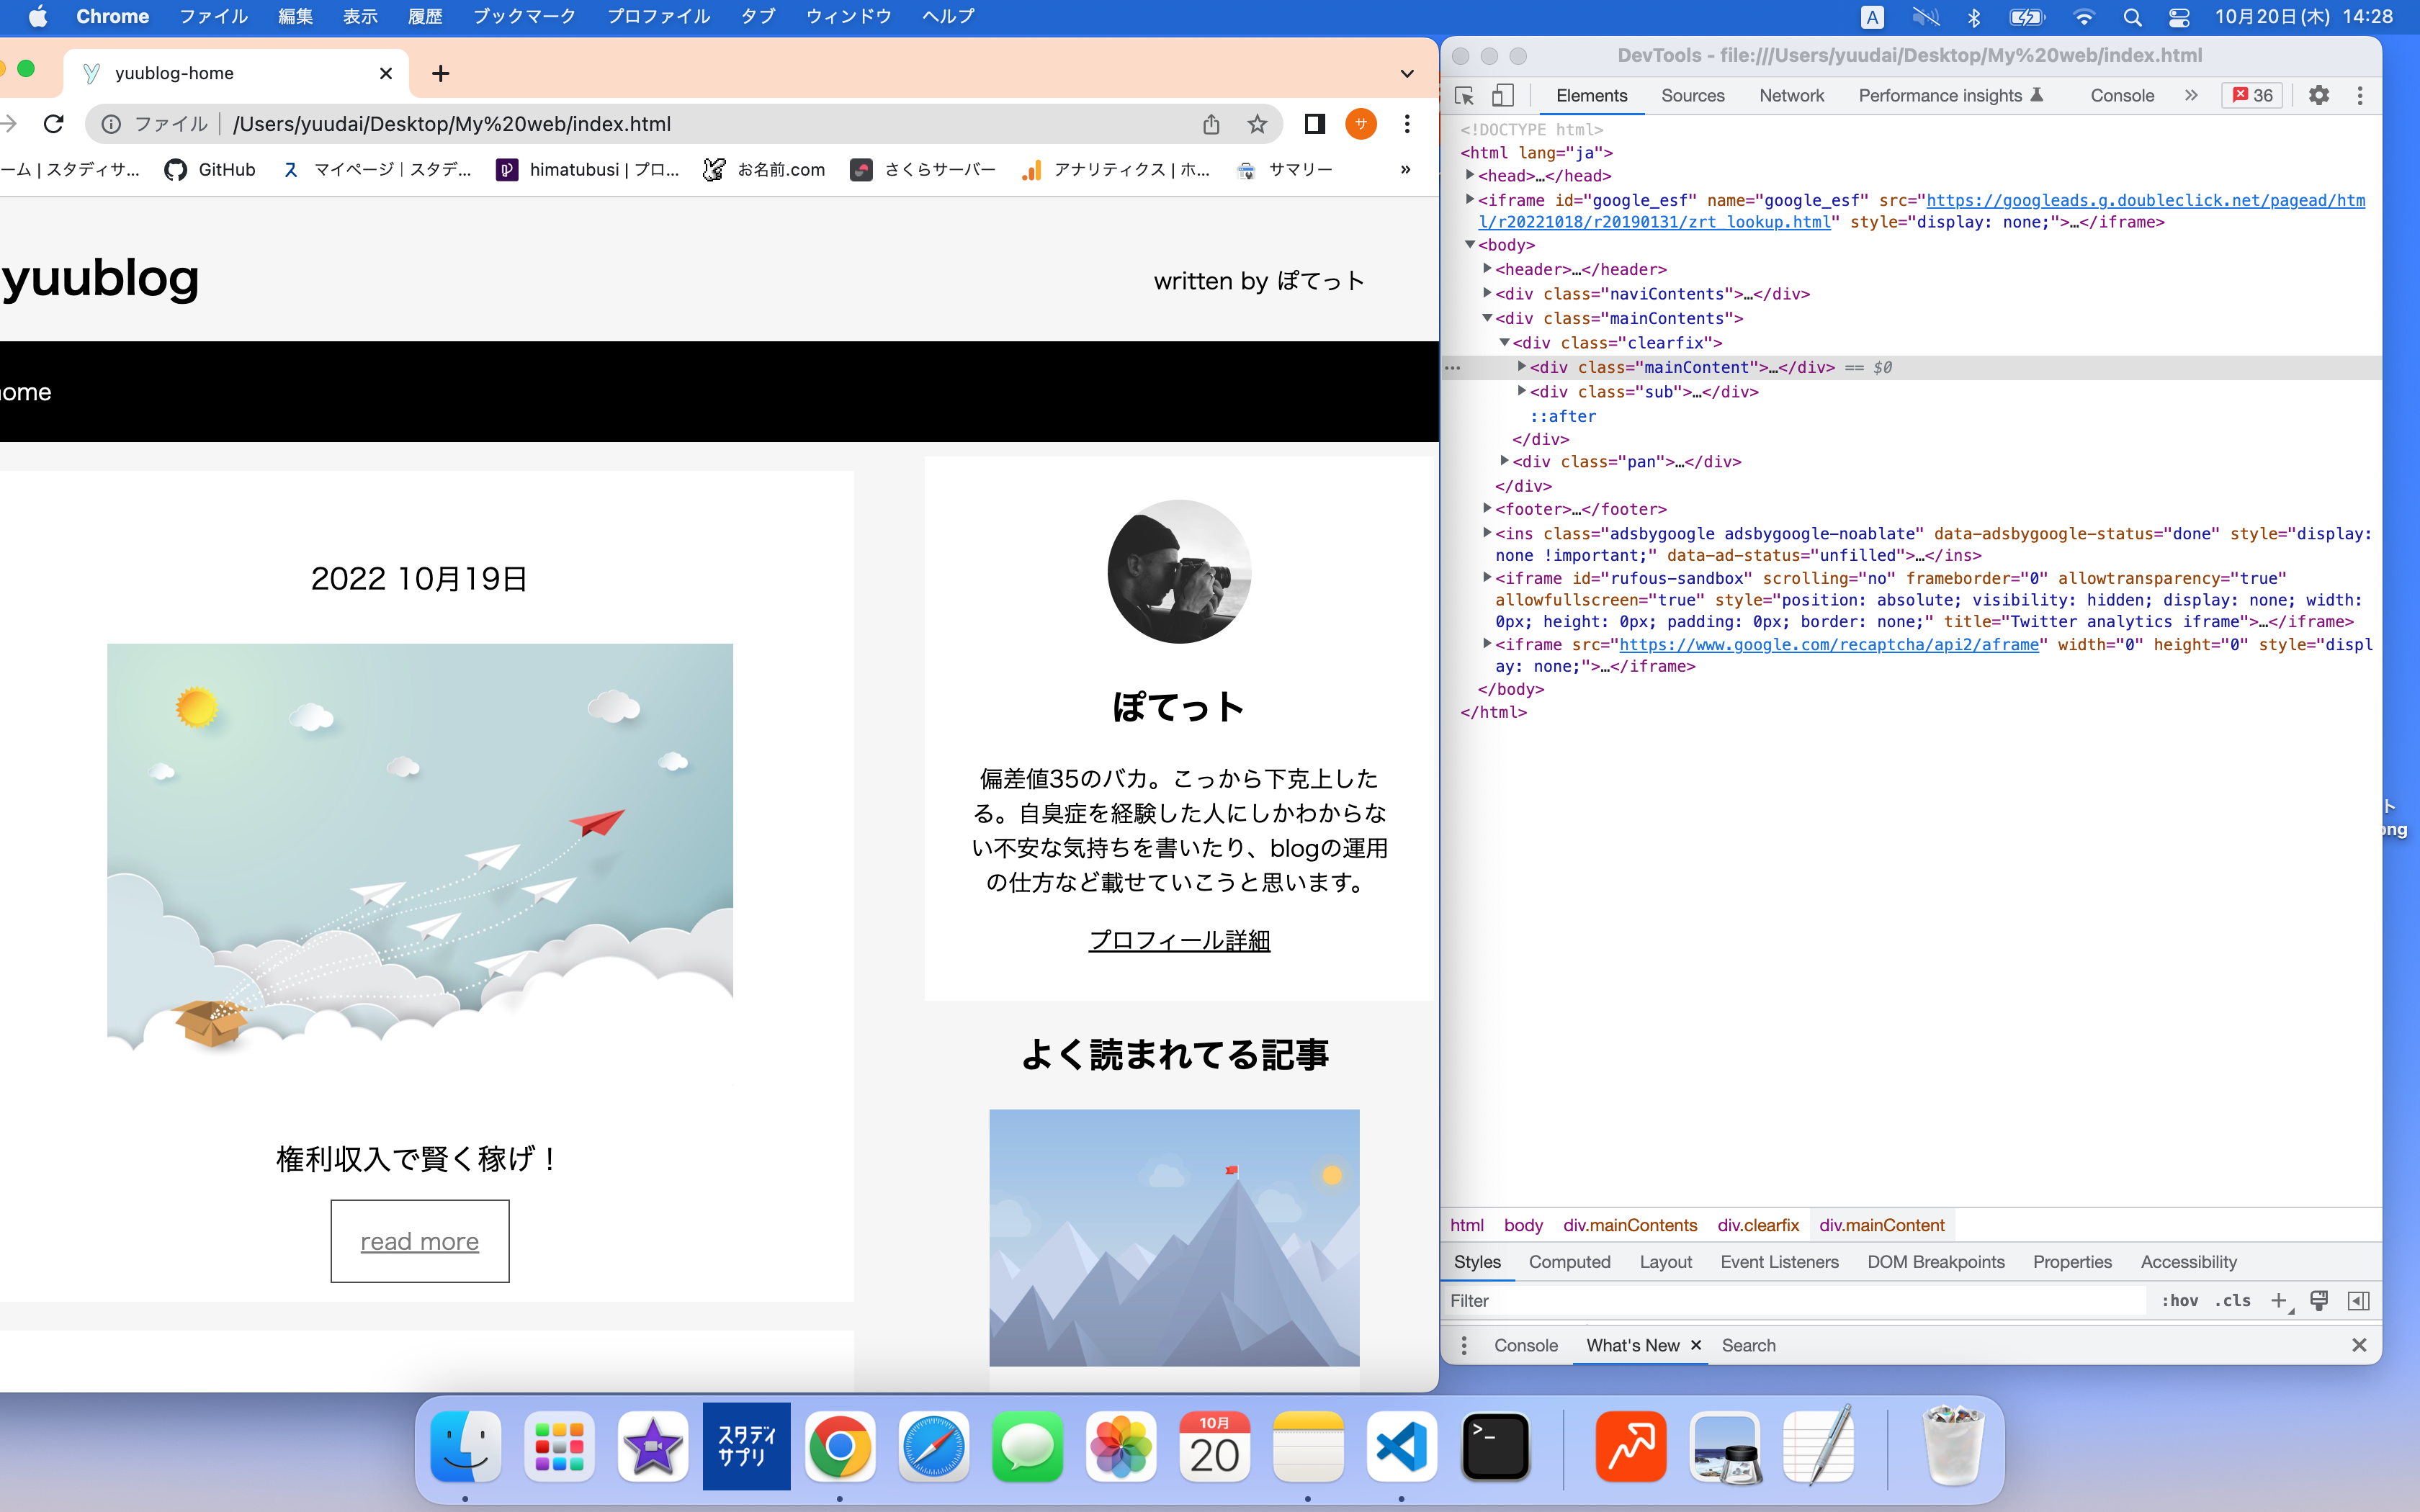 Chrome ファイル 編集 表示 履歴 ブックマーク プロファイル タブ ウィンドウ ヘルプ
A 10月20日(木) 14:28
yuublog-home
ファイル /Users/yuudai/Desktop/My%20web/index.html サ
ーム | スタディサ... GitHub ス マイページ | スタデ... himatubusi | プロ... お名前.com さくらサーバー アナリティクス | ホ... サマリー »
yuublog
written by ぽてっト
ome
2022 10月19日
権利収入で賢く稼げ！
read more
ぽてっト
偏差値35のバカ。こっから下克上した
る。自臭症を経験した人にしかわからな
い不安な気持ちを書いたり、blogの運用
の仕方など載せていこうと思います。
プロフィール詳細
よく読まれてる記事
DevTools - file:///Users/yuudai/Desktop/My%20web/index.html
Elements Sources Network Performance insights Console » 36
<!DOCTYPE html>
<html lang="ja">
<head>…</head>
<iframe id="google_esf" name="google_esf" src="https://googleads.g.doubleclick.net/pagead/htm
l/r20221018/r20190131/zrt_lookup.html" style="display: none;">…</iframe>
<body>
<header>…</header>
<div class="naviContents">…</div>
<div class="mainContents">
<div class="clearfix">
<div class="mainContent">…</div> == $0
<div class="sub">…</div>
::after
</div>
<div class="pan">…</div>
</div>
<footer>…</footer>
<ins class="adsbygoogle adsbygoogle-noablate" data-adsbygoogle-status="done" style="display:
none !important;" data-ad-status="unfilled">…</ins>
<iframe id="rufous-sandbox" scrolling="no" frameborder="0" allowtransparency="true"
allowfullscreen="true" style="position: absolute; visibility: hidden; display: none; width:
0px; height: 0px; padding: 0px; border: none;" title="Twitter analytics iframe">…</iframe>
<iframe src="https://www.google.com/recaptcha/api2/aframe" width="0" height="0" style="displ
ay: none;">…</iframe>
</body>
</html>
html body div.mainContents div.clearfix div.mainContent
Styles Computed Layout Event Listeners DOM Breakpoints Properties Accessibility
Filter :hov .cls
Console What's New Search
ト
ong
スタディ
サプリ
10月
20
>_